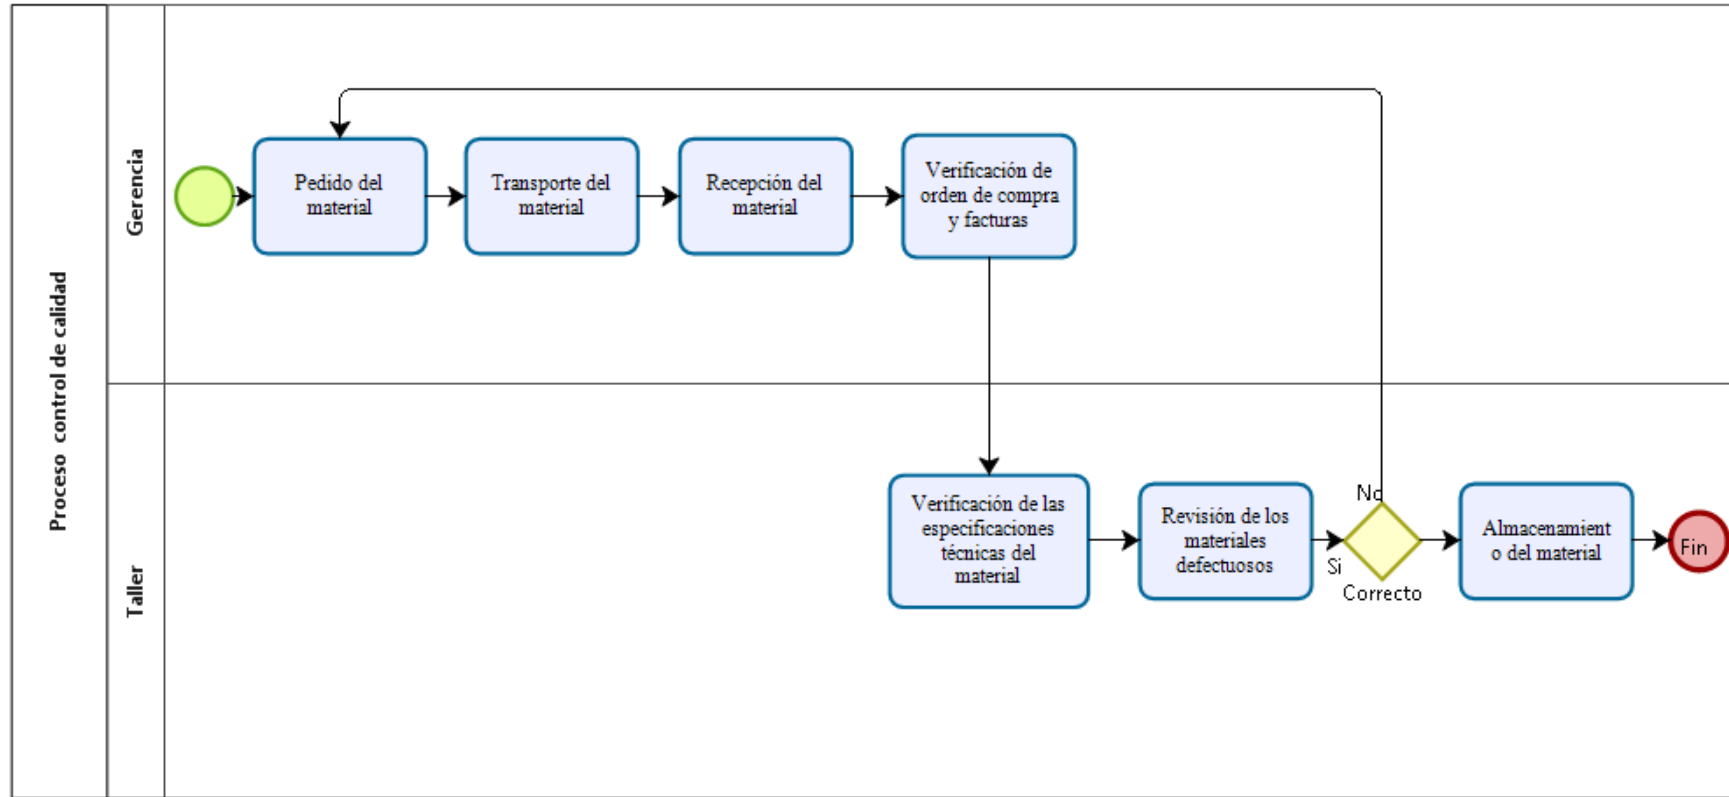 Proceso control de calidad
Gerencia
Pedido del
material
Transporte del
material
Recepción del
material
Verificación de
orden de compra
y facturas
Taller
Verificación de las
especificaciones
técnicas del
material
Revisión de los
materiales
defectuosos
No
Si
Correcto
Almacenamient
o del material
Fin